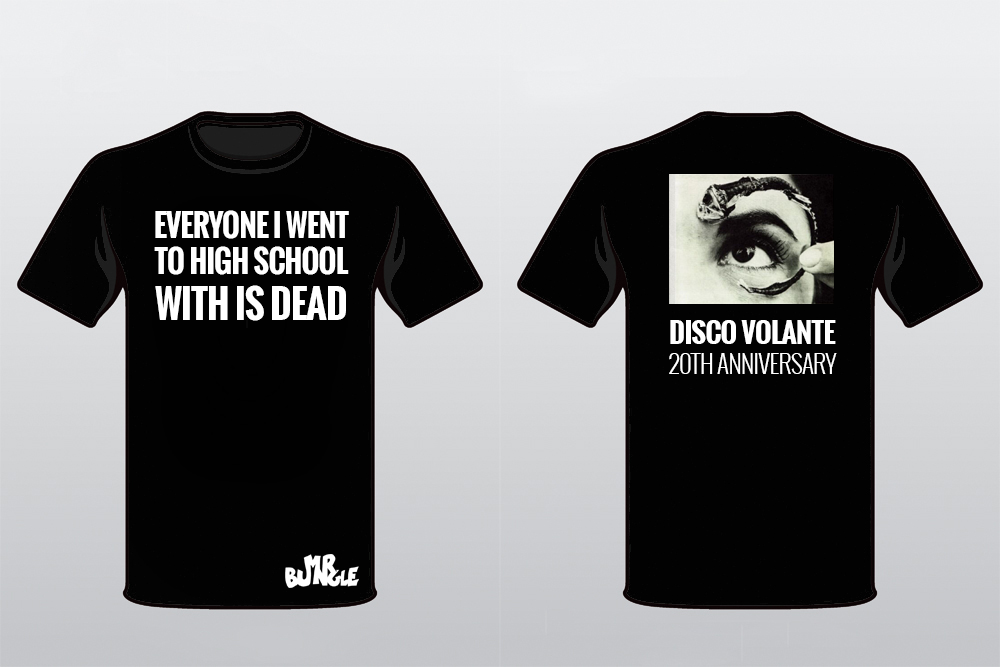 EVERYONE I WENT
TO HIGH SCHOOL
WITH IS DEAD
MR
BUNGLE
DISCO VOLANTE
20TH ANNIVERSARY